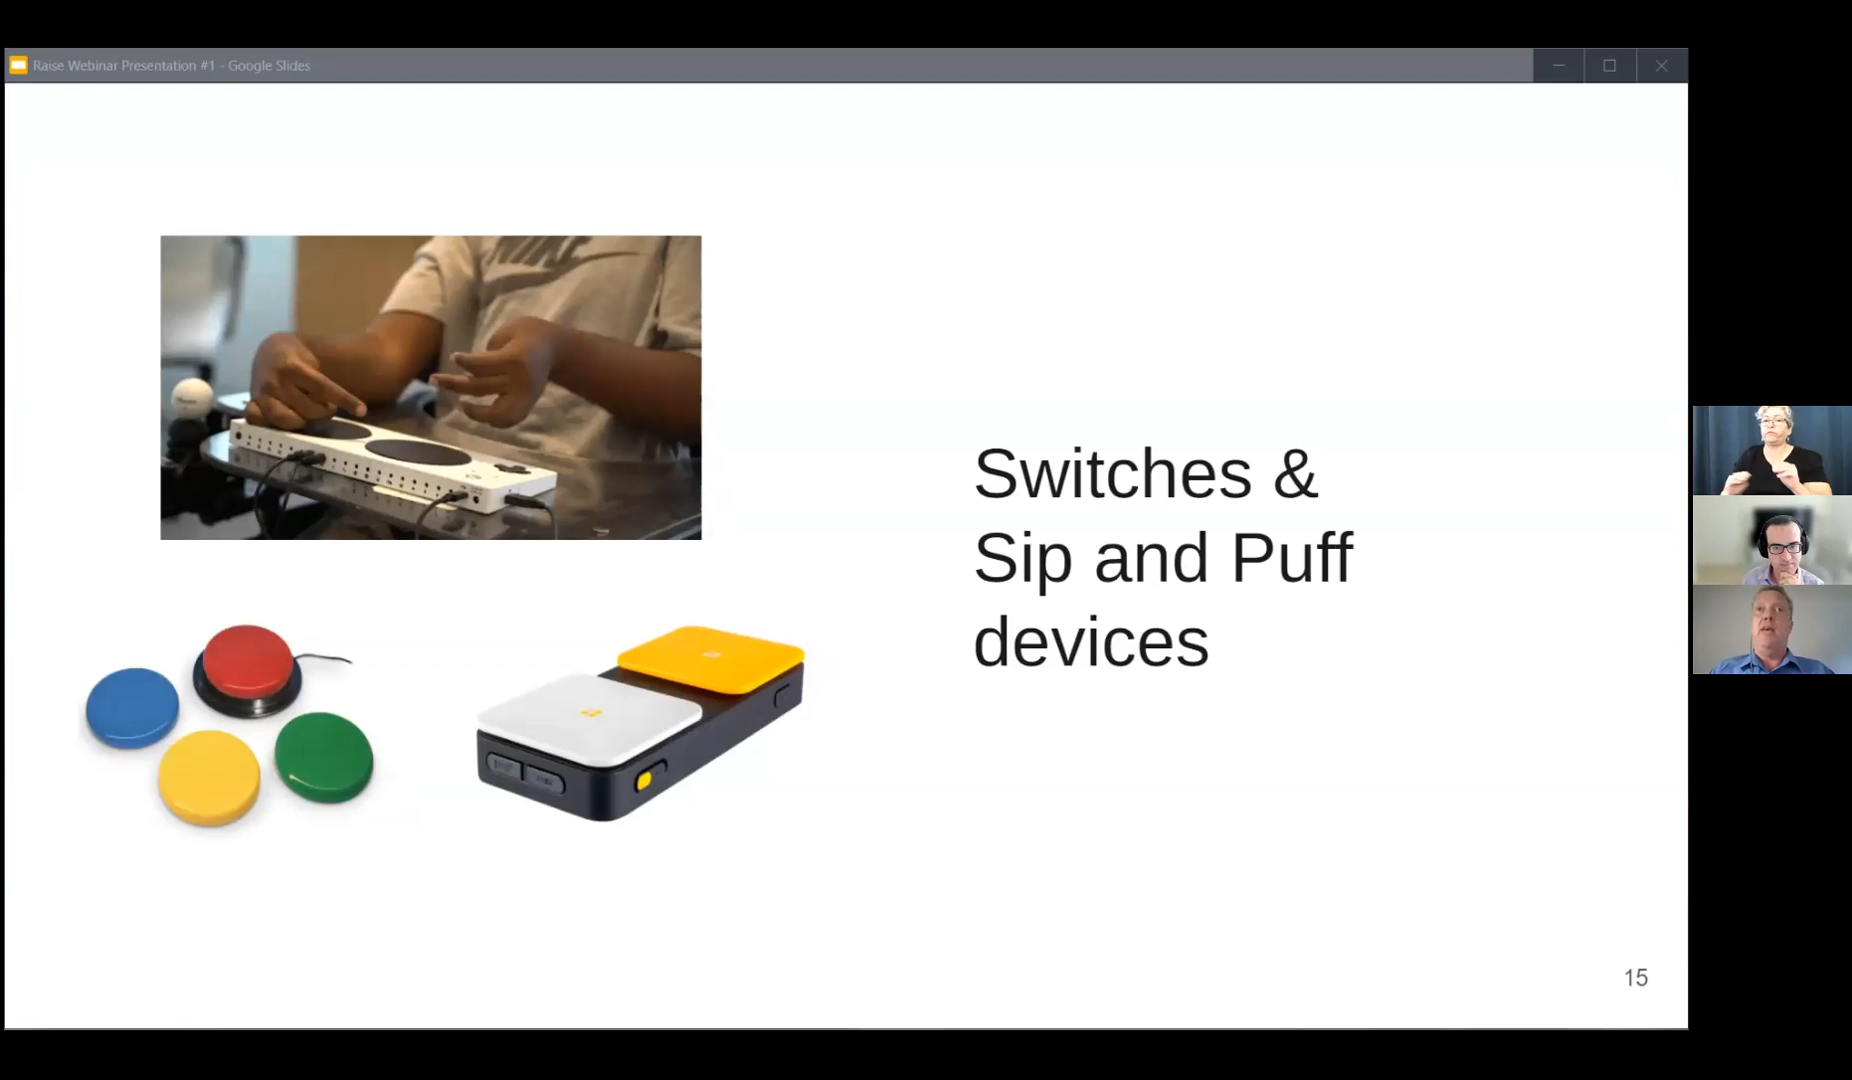 Raise Webinar Presentation #1 - Google Slides
Switches &
Sip and Puff
devices
15